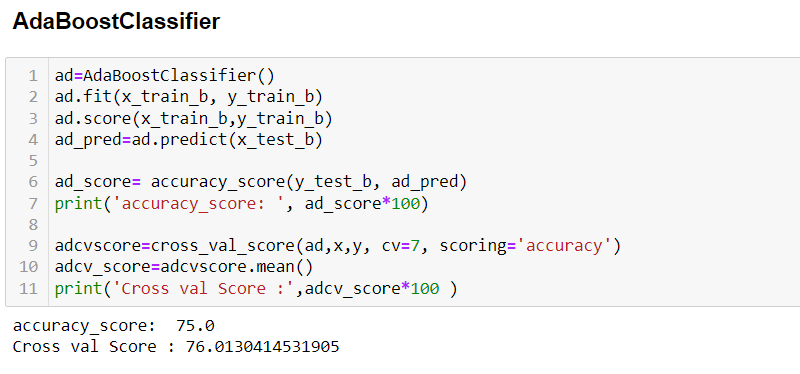 AdaBoostClassifier
1 ad=AdaBoostClassifier()
2 ad.fit(x_train_b, y_train_b)
3 ad.score(x_train_b,y_train_b)
4 ad_pred=ad.predict(x_test_b)
5
6 ad_score= accuracy_score(y_test_b, ad_pred)
7 print('accuracy_score: ', ad_score*100)
8
9 adcvscore=cross_val_score(ad,x,y, cv=7, scoring='accuracy')
10 adcv_score=adcvscore.mean()
11 print('Cross val Score :',adcv_score*100 )
accuracy_score:  75.0
Cross val Score : 76.0130414531905